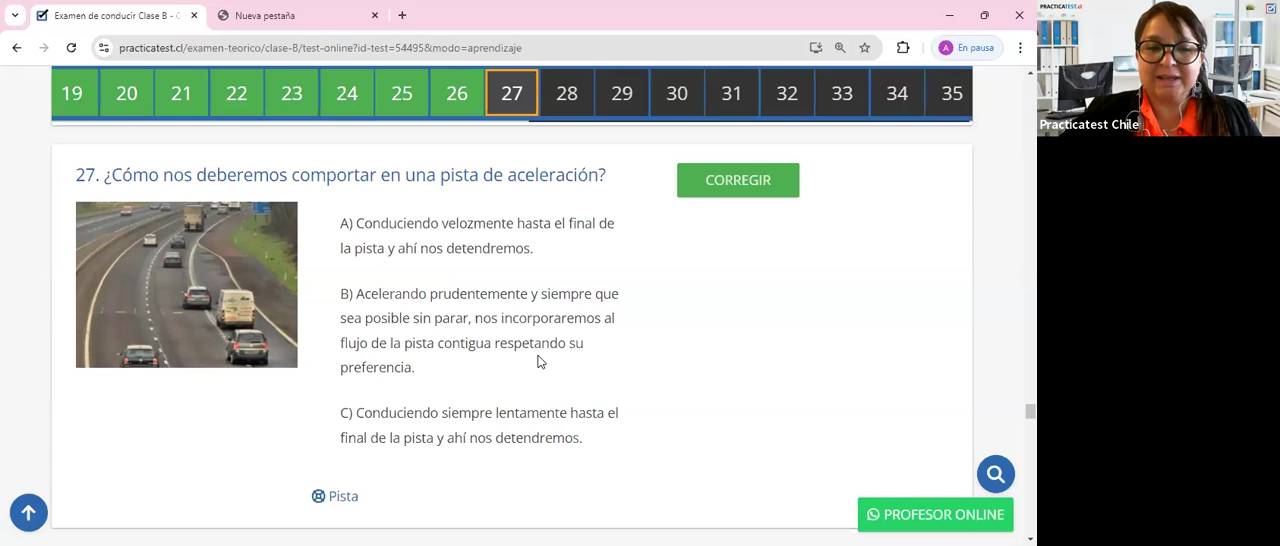 Examen de conducir Clase B - C
Nueva pestaña
practicatest.cl/examen-teorico/clase-B/test-online?id-test=54495&modo=aprendizaje
A En pausa
PRACTICATEST.cl
Practicatest Chile
19 20 21 22 23 24 25 26 27 28 29 30 31 32 33 34 35
27. ¿Cómo nos deberemos comportar en una pista de aceleración?
CORREGIR
A) Conduciendo velozmente hasta el final de
la pista y ahí nos detendremos.
B) Acelerando prudentemente y siempre que
sea posible sin parar, nos incorporaremos al
flujo de la pista contigua respetando su
preferencia.
C) Conduciendo siempre lentamente hasta el
final de la pista y ahí nos detendremos.
Pista
PROFESOR ONLINE